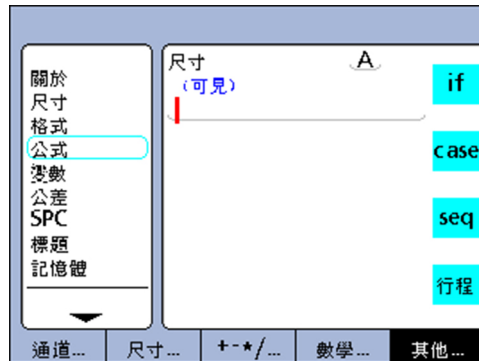 關於
尺寸
格式
公式
變數
公差
SPC
標題
記憶體
尺寸 A
(可見)
if
case
seq
行程
通道... 尺寸... +-*/... 數學... 其他...